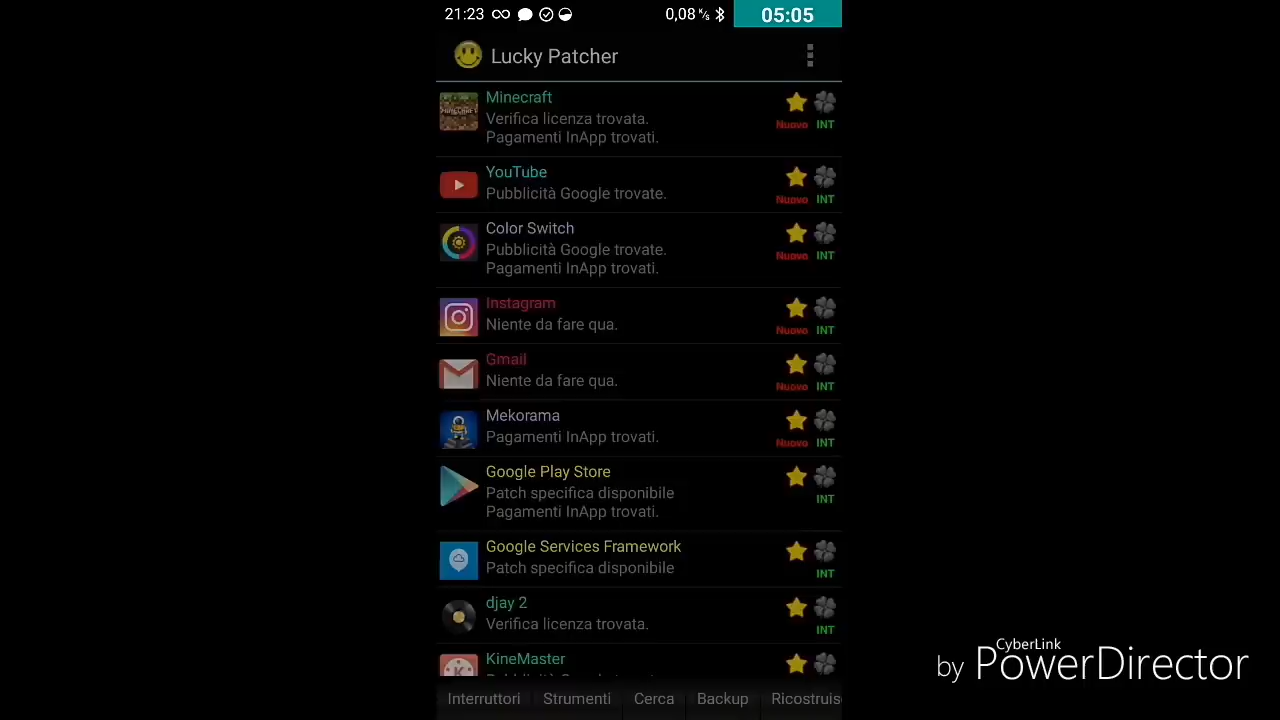 21:23 0,08 K/s 05:05
Lucky Patcher
Minecraft
Verifica licenza trovata.
Pagamenti InApp trovati.
Nuovo INT
YouTube
Pubblicità Google trovate.
Nuovo INT
Color Switch
Pubblicità Google trovate.
Pagamenti InApp trovati.
Nuovo INT
Instagram
Niente da fare qua.
Nuovo INT
Gmail
Niente da fare qua.
Nuovo INT
Mekorama
Pagamenti InApp trovati.
Nuovo INT
Google Play Store
Patch specifica disponibile
Pagamenti InApp trovati.
INT
Google Services Framework
Patch specifica disponibile
INT
djay 2
Verifica licenza trovata.
INT
KineMaster
Interruttori Strumenti Cerca Backup Ricostruis
CyberLink
by PowerDirector